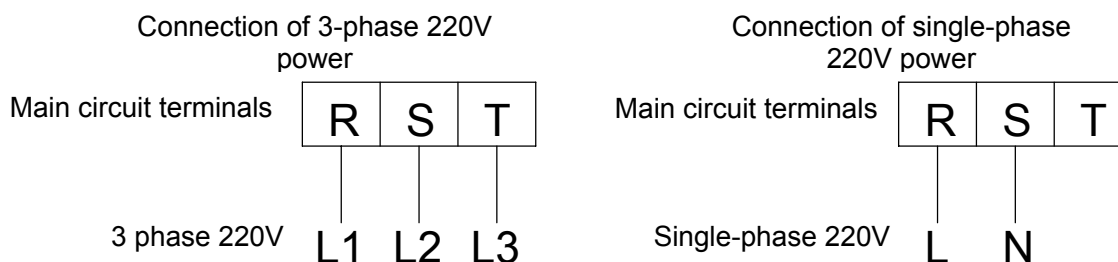 Connection of 3-phase 220V
power
Main circuit terminals R S T
3 phase 220V L1 L2 L3
Connection of single-phase
220V power
Main circuit terminals R S T
Single-phase 220V L N